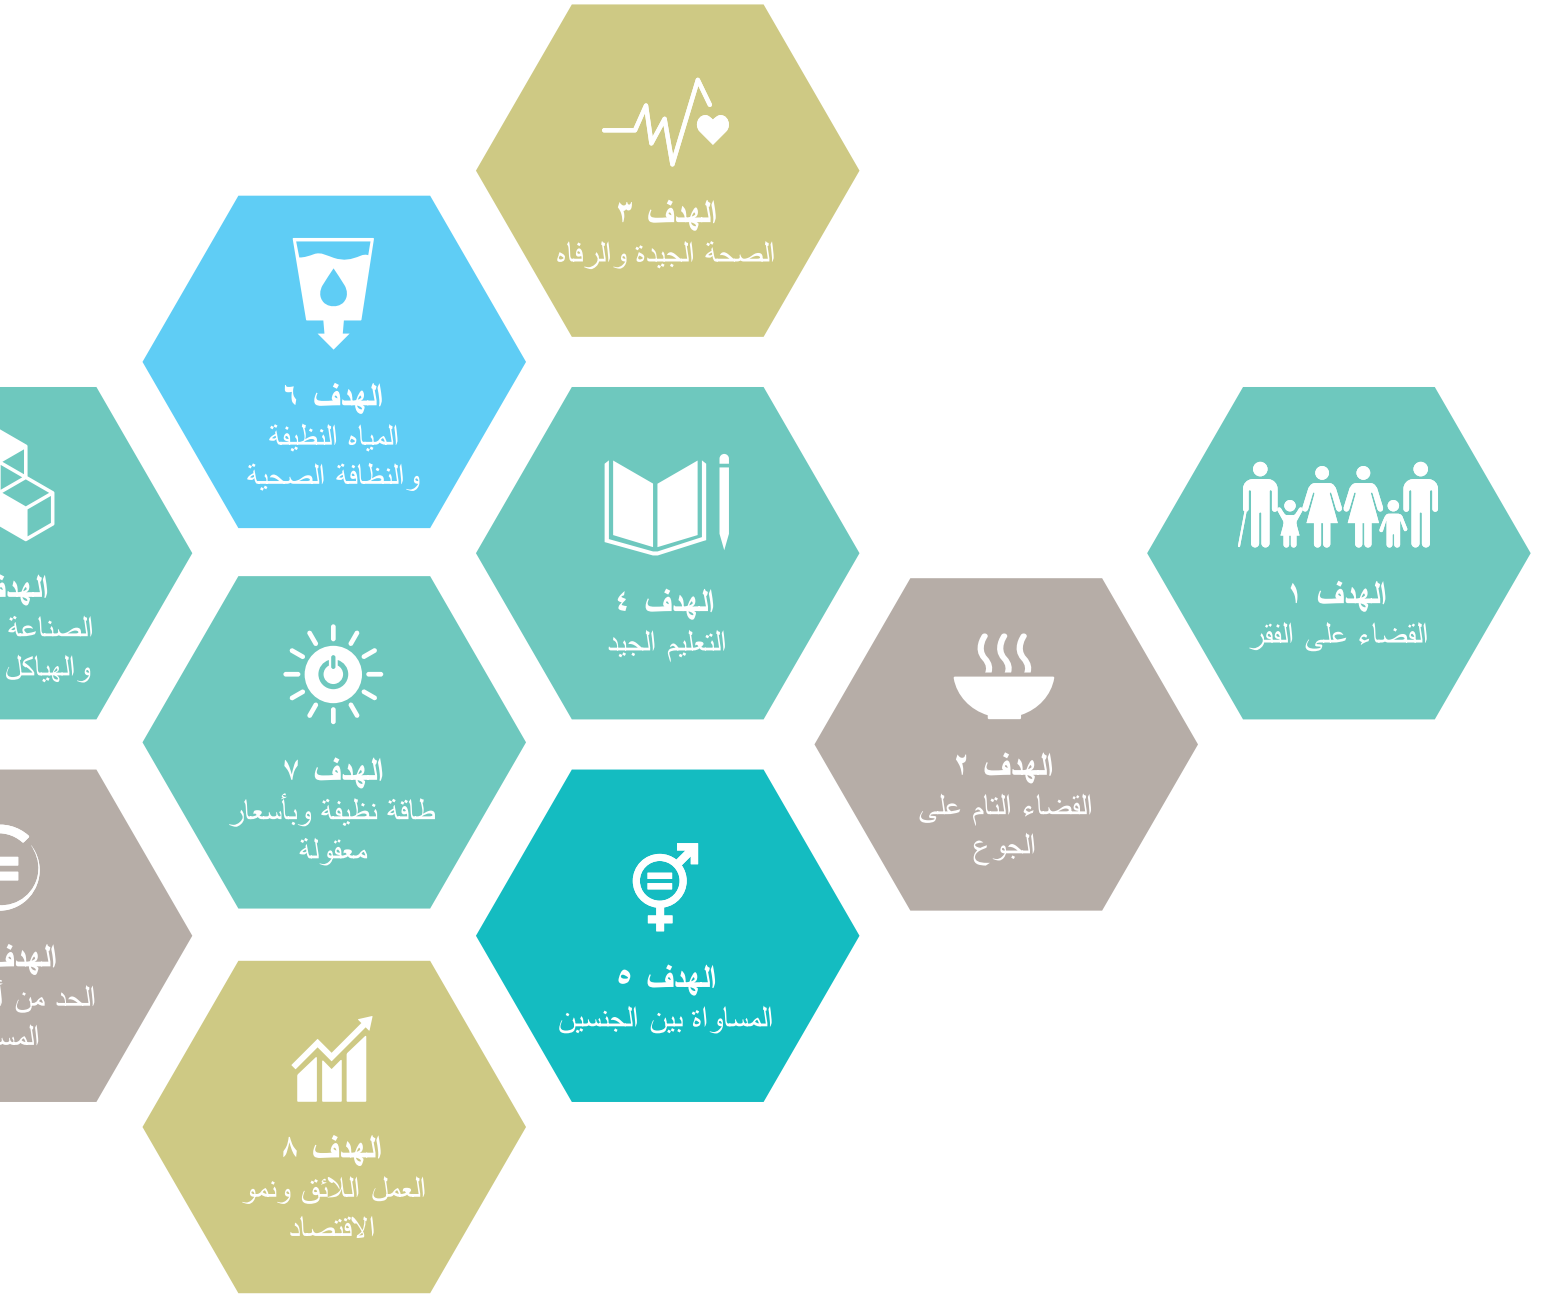 الهدف ١
القضاء على الفقر
الهدف ٢
القضاء التام على
الجوع
الهدف ٣
الصحة الجيدة والرفاه
الهدف ٤
التعليم الجيد
الهدف ٥
المساواة بين الجنسين
الهدف ٦
المياه النظيفة
والنظافة الصحية
الهدف ٧
طاقة نظيفة وبأسعار
معقولة
الهدف ٨
العمل اللائق ونمو
الاقتصاد
الصناعة
والهياكل
الحد من